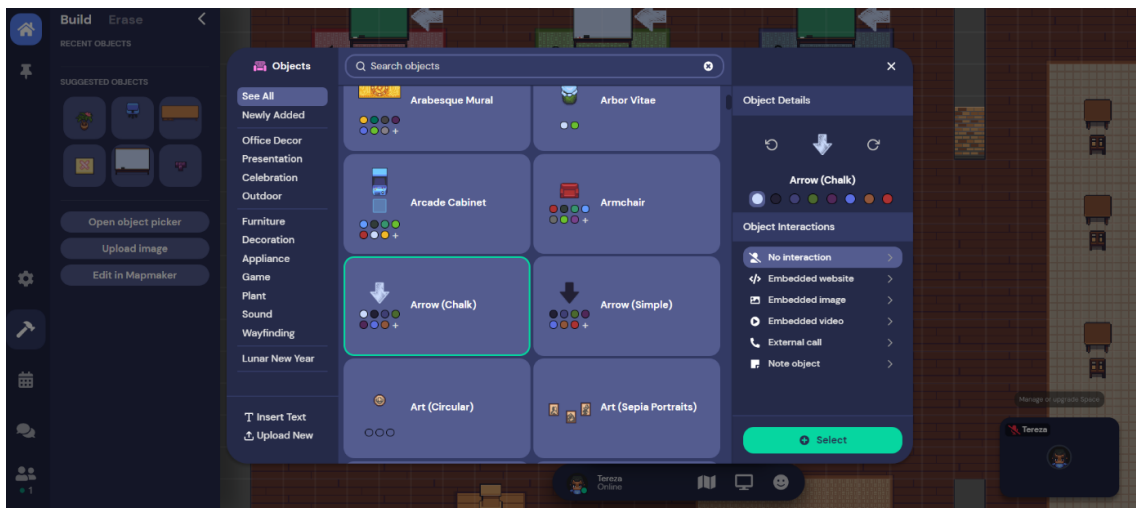 Build Erase
RECENT OBJECTS
SUGGESTED OBJECTS
Open object picker
Upload image
Edit in Mapmaker
1
Objects
See All
Newly Added
Office Decor
Presentation
Celebration
Outdoor
Furniture
Decoration
Appliance
Game
Plant
Sound
Wayfinding
Lunar New Year
Insert Text
Upload New
Search objects
Arabesque Mural
Arbor Vitae
Arcade Cabinet
Armchair
Arrow (Chalk)
Arrow (Simple)
Art (Circular)
Art (Sepia Portraits)
Object Details
Arrow (Chalk)
Object Interactions
No interaction
Embedded website
Embedded image
Embedded video
External call
Note object
Select
Manage or upgrade Space
Tereza
Tereza
Online